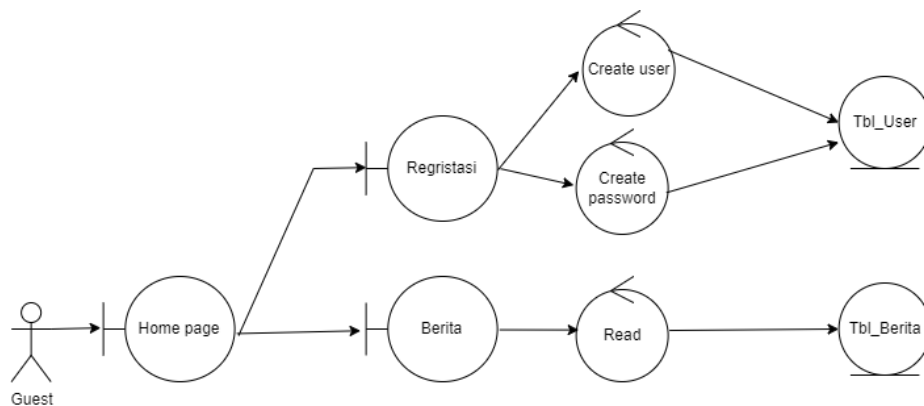 Create user
Tbl_User
Regristasi
Create
password
Home page
Berita
Read
Tbl_Berita
Guest